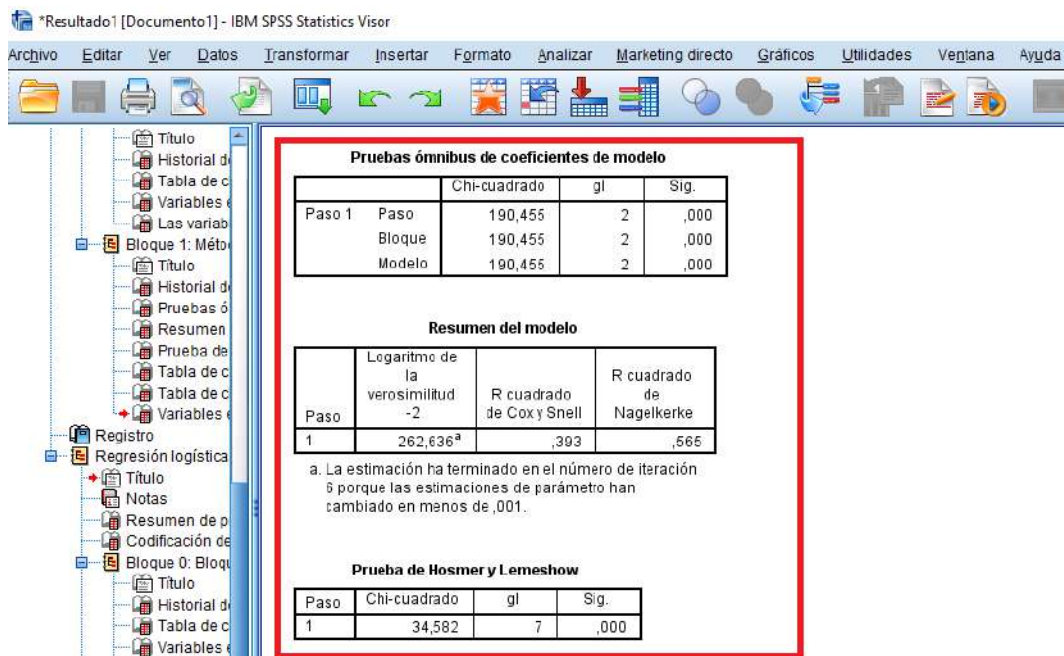 *Resultado1 [Documento1] - IBM SPSS Statistics Visor
Archivo Editar Ver Datos Transformar Insertar Formato Analizar Marketing directo Gráficos Utilidades Ventana Ayuda
Título
Historial d
Tabla de c
Variables e
Las variab
Bloque 1: Méto
Título
Historial d
Pruebas ó
Resumen
Prueba de
Tabla de c
Tabla de c
Variables e
Registro
Regresión logística
Título
Notas
Resumen de p
Codificación de
Bloque 0: Bloqu
Título
Historial d
Tabla de c
Variables e
Pruebas ómnibus de coeficientes de modelo
Chi-cuadrado gl Sig.
Paso 1 Paso 190,455 2 ,000
Bloque 190,455 2 ,000
Modelo 190,455 2 ,000
Resumen del modelo
Paso Logaritmo de
la
verosimilitud
-2
R cuadrado
de Cox y Snell
R cuadrado
de
Nagelkerke
1 262,636a ,393 ,565
a. La estimación ha terminado en el número de iteración
6 porque las estimaciones de parámetro han
cambiado en menos de ,001.
Prueba de Hosmer y Lemeshow
Paso Chi-cuadrado gl Sig.
1 34,582 7 ,000